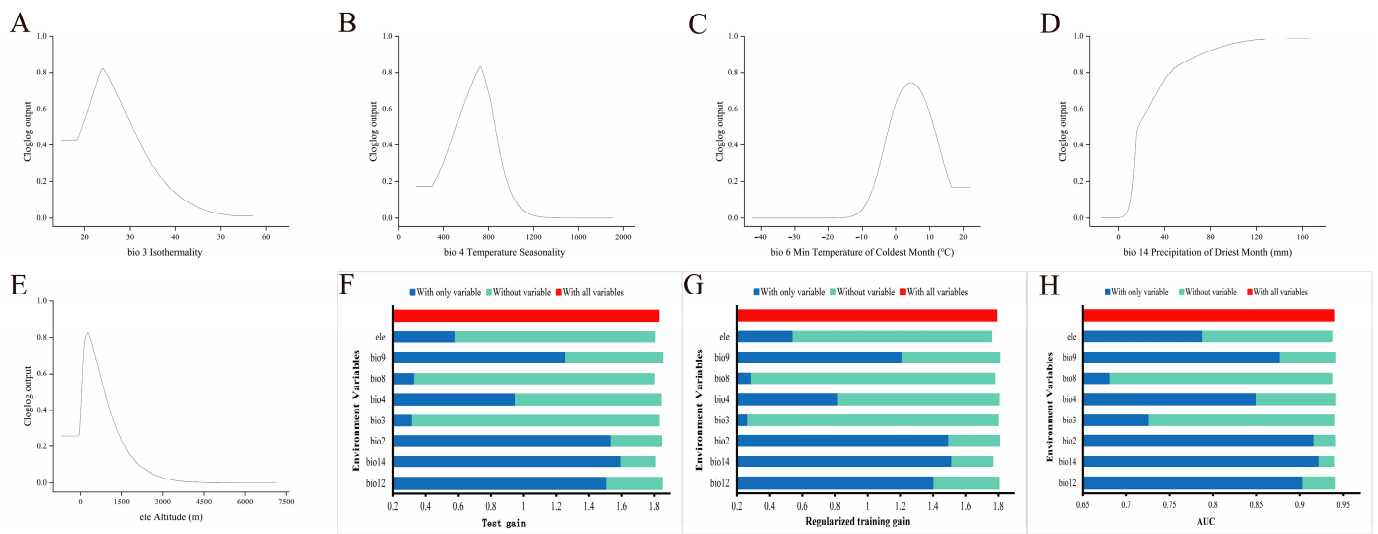 A
1.0
0.8
0.6
0.4
0.2
0.0
Cloglog output
20 30 40 50 60
bio 3 Isothermality
B
1.0
0.8
0.6
0.4
0.2
0.0
Cloglog output
0 400 800 1200 1600 2000
bio 4 Temperature Seasonality
C
1.0
0.8
0.6
0.4
0.2
0.0
Cloglog output
−40 −30 −20 −10 0 10 20
bio 6 Min Temperature of Coldest Month (°C)
D
1.0
0.8
0.6
0.4
0.2
0.0
Cloglog output
0 40 80 120 160
bio 14 Precipitation of Driest Month (mm)
E
1.0
0.8
0.6
0.4
0.2
0.0
Cloglog output
0 1500 3000 4500 6000 7500
ele Altitude (m)
F
With only variable Without variable With all variables
Environment Variables
ele
bio9
bio8
bio4
bio3
bio2
bio14
bio12
0.2 0.4 0.6 0.8 1 1.2 1.4 1.6 1.8
Test gain
G
With only variable Without variable With all variables
Environment Variables
ele
bio9
bio8
bio4
bio3
bio2
bio14
bio12
0.2 0.4 0.6 0.8 1 1.2 1.4 1.6 1.8
Regularized training gain
H
With only variable Without variable With all variables
Environment Variables
ele
bio9
bio8
bio4
bio3
bio2
bio14
bio12
0.65 0.7 0.75 0.8 0.85 0.9 0.95
AUC